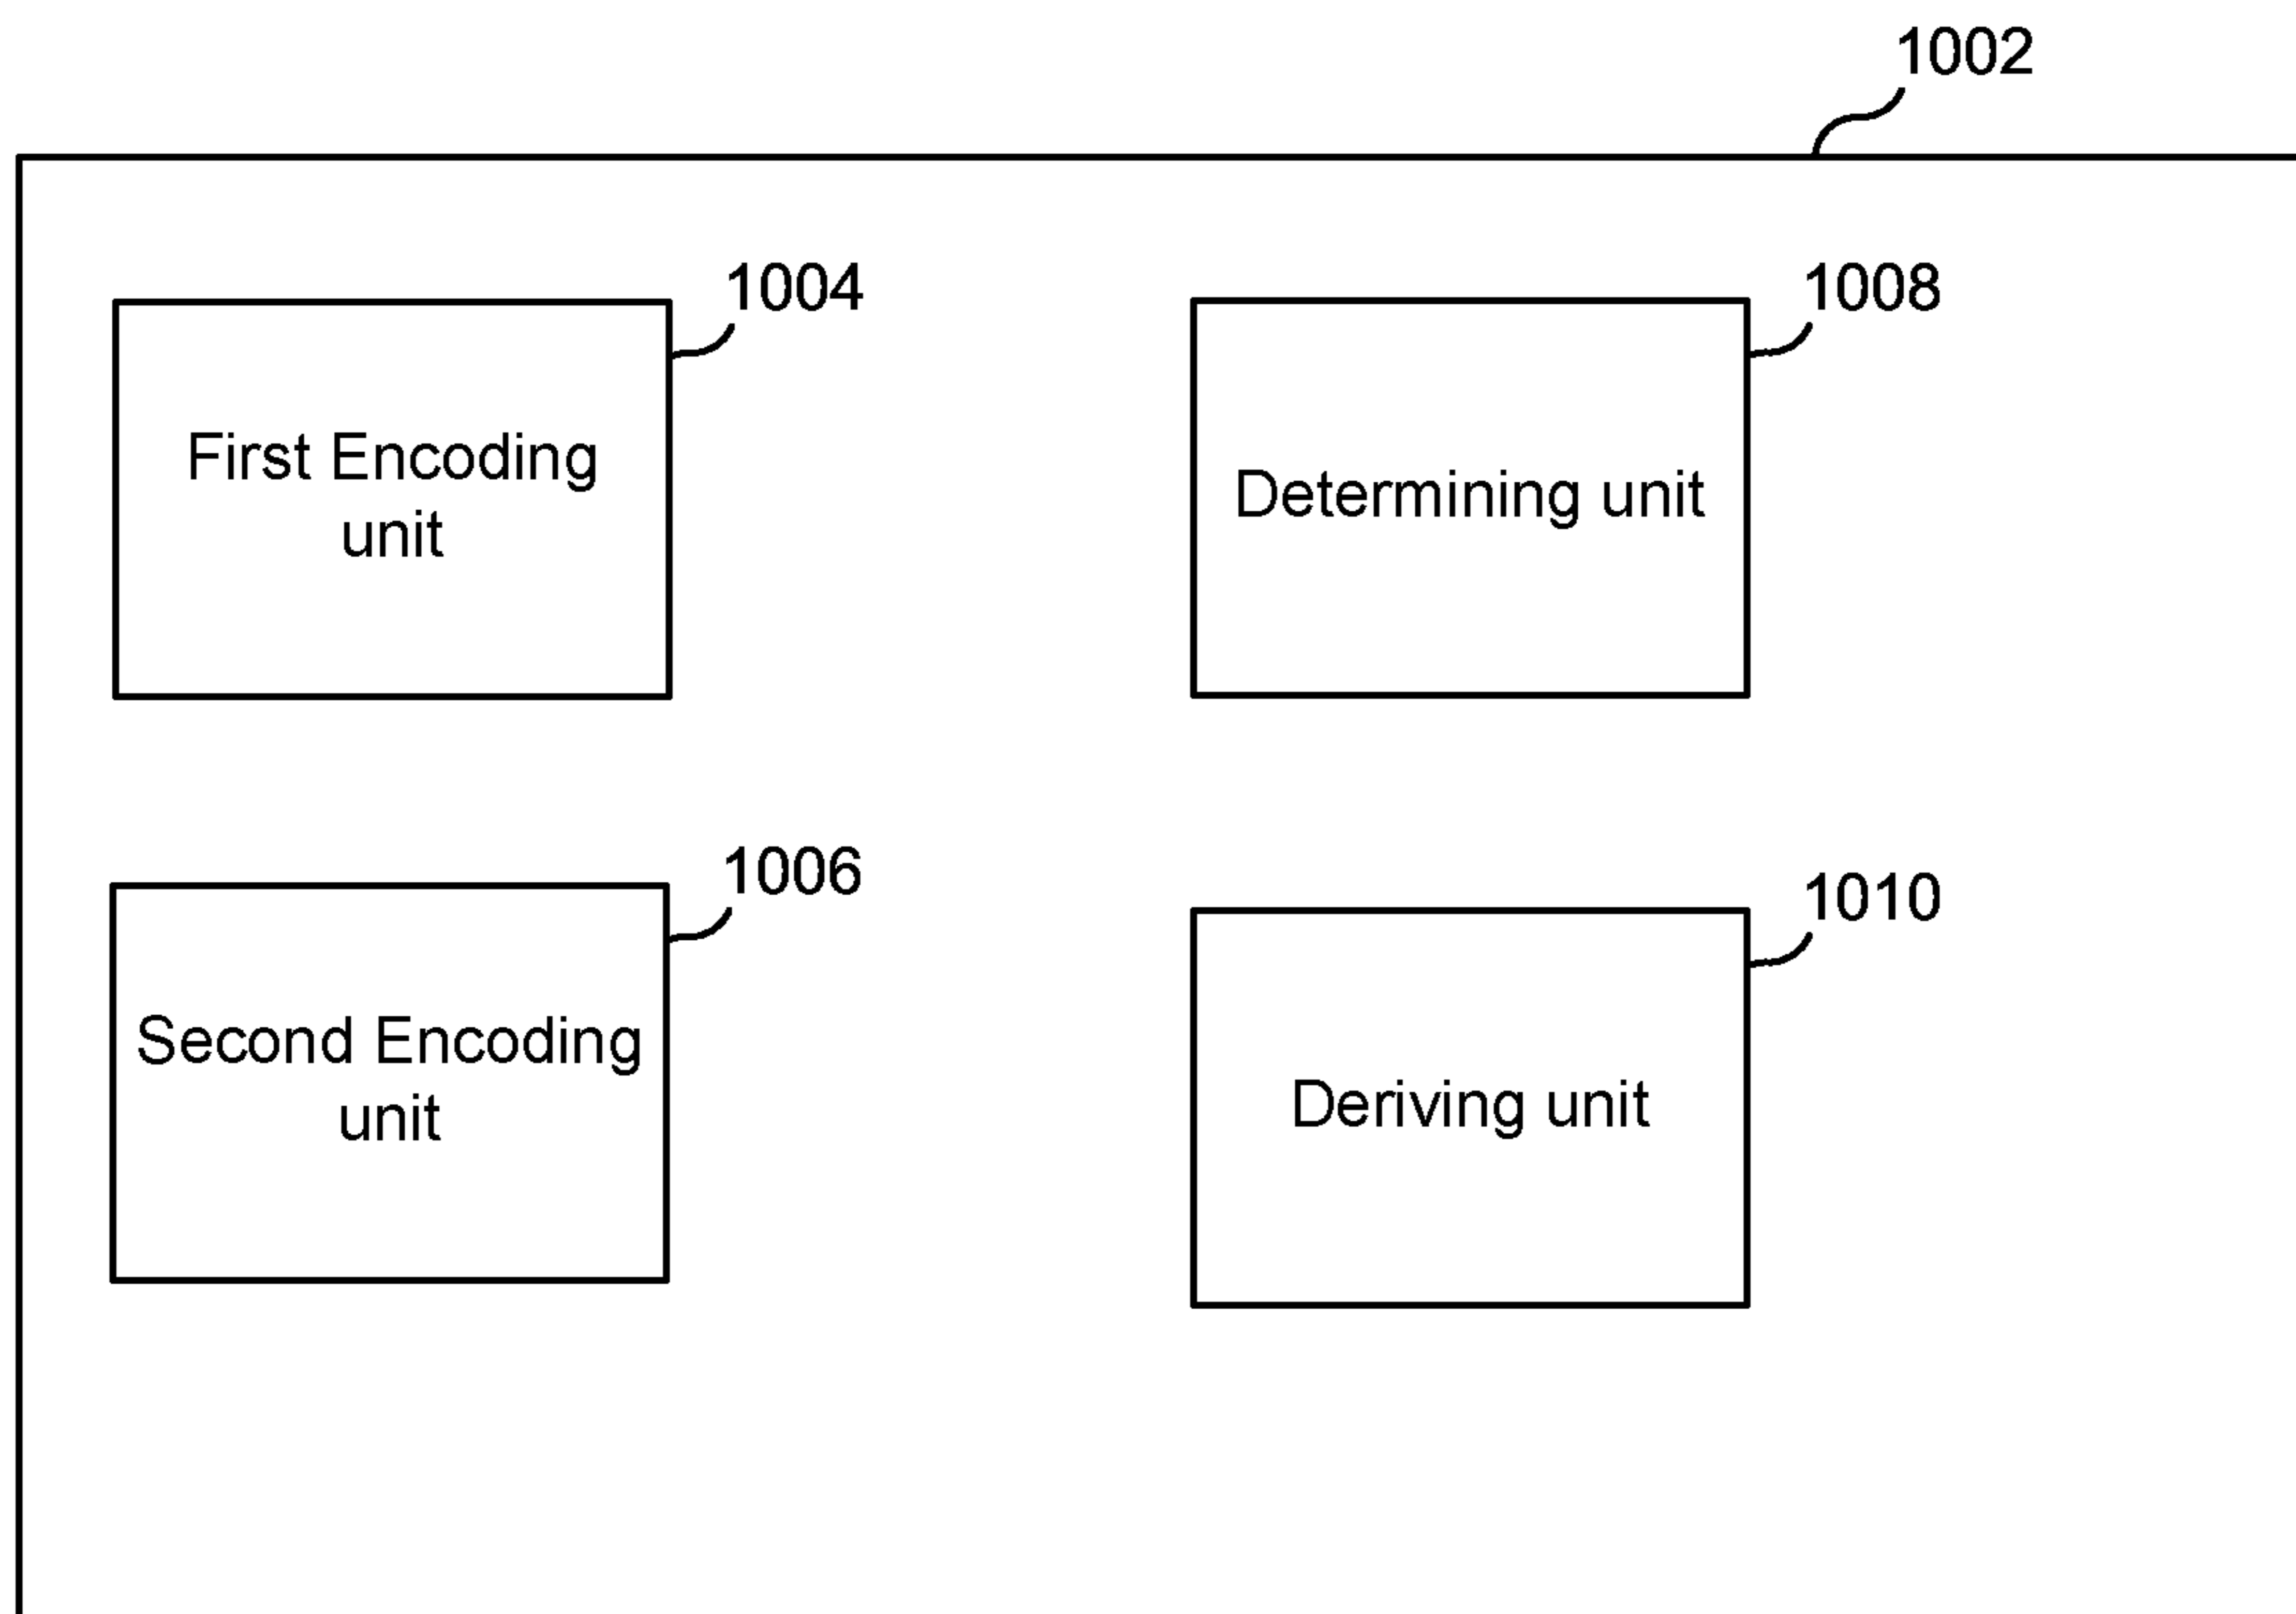 1002
1004
First Encoding
unit
1008
Determining unit
1006
Second Encoding
unit
1010
Deriving unit